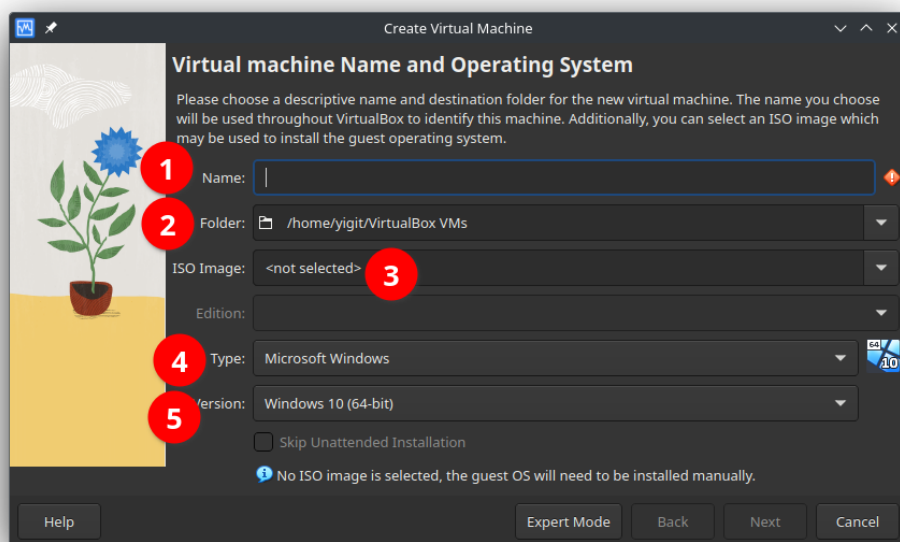 Create Virtual Machine
Virtual machine Name and Operating System
Please choose a descriptive name and destination folder for the new virtual machine. The name you choose
will be used throughout VirtualBox to identify this machine. Additionally, you can select an ISO image which
may be used to install the guest operating system.
1
Name:
2
Folder: /home/yigit/VirtualBox VMs
ISO Image: <not selected> 3
Edition:
4 Type: Microsoft Windows 64 10
5 Version: Windows 10 (64-bit)
Skip Unattended Installation
No ISO image is selected, the guest OS will need to be installed manually.
Help Expert Mode Back Next Cancel